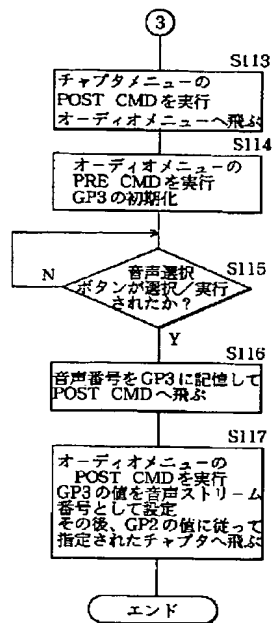 3
S113
チャプタメニューの
POST CMDを実行
オーディオメニューへ飛ぶ
S114
オーディオメニューの
PRE CMDを実行
GP3の初期化
S115
音声選択
ボタンが選択/実行
されたか?
N
Y
S116
音声番号をGP3に記憶して
POST CMDへ飛ぶ
S117
オーディオメニューの
POST CMDを実行
GP3の値を音声ストリーム
番号として設定
その後、GP2の値に従って
指定されたチャプタへ飛ぶ
エンド